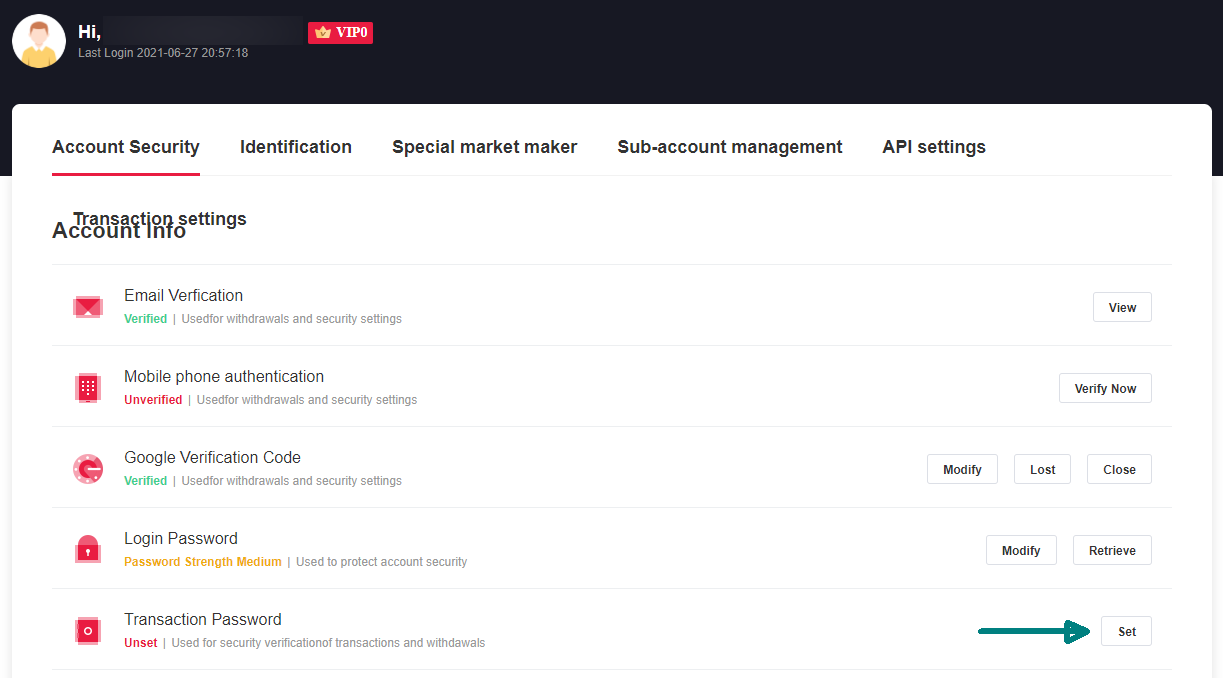 Hi,
VIP0
Last Login 2021-06-27 20:57:18
Account Security Identification Special market maker Sub-account management API settings
Transaction settings
Account Info
Email Verfication
Verified | Usedfor withdrawals and security settings
View
Mobile phone authentication
Unverified | Usedfor withdrawals and security settings
Verify Now
Google Verification Code
Verified | Usedfor withdrawals and security settings
Modify Lost Close
Login Password
Password Strength Medium | Used to protect account security
Modify Retrieve
Transaction Password
Unset | Used for security verificationof transactions and withdawals
Set